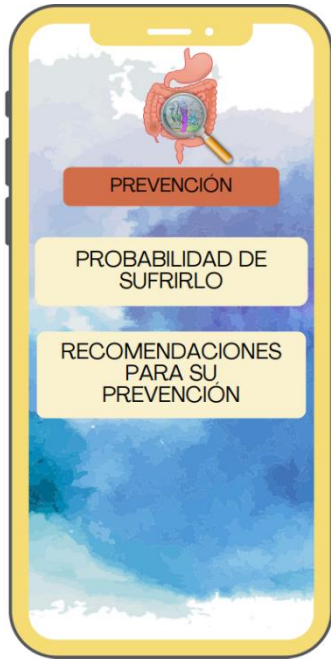 PREVENCIÓN
PROBABILIDAD DE
SUFRIRLO
RECOMENDACIONES
PARA SU
PREVENCIÓN